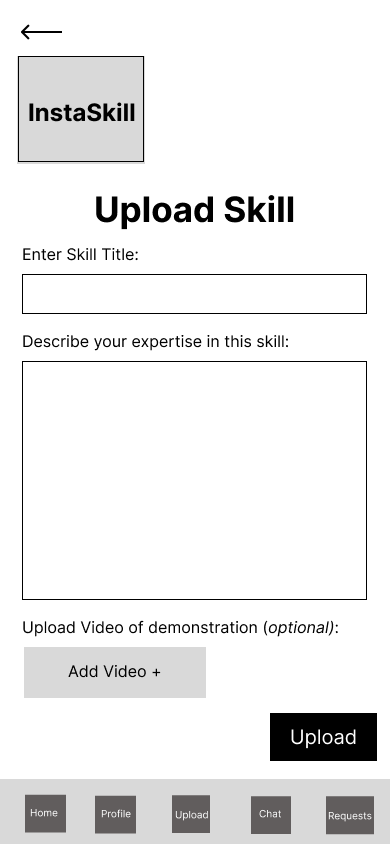 InstaSkill
Upload Skill
Enter Skill Title:
Describe your expertise in this skill:
Upload Video of demonstration (optional):
Add Video +
Upload
Home Profile Upload Chat Requests